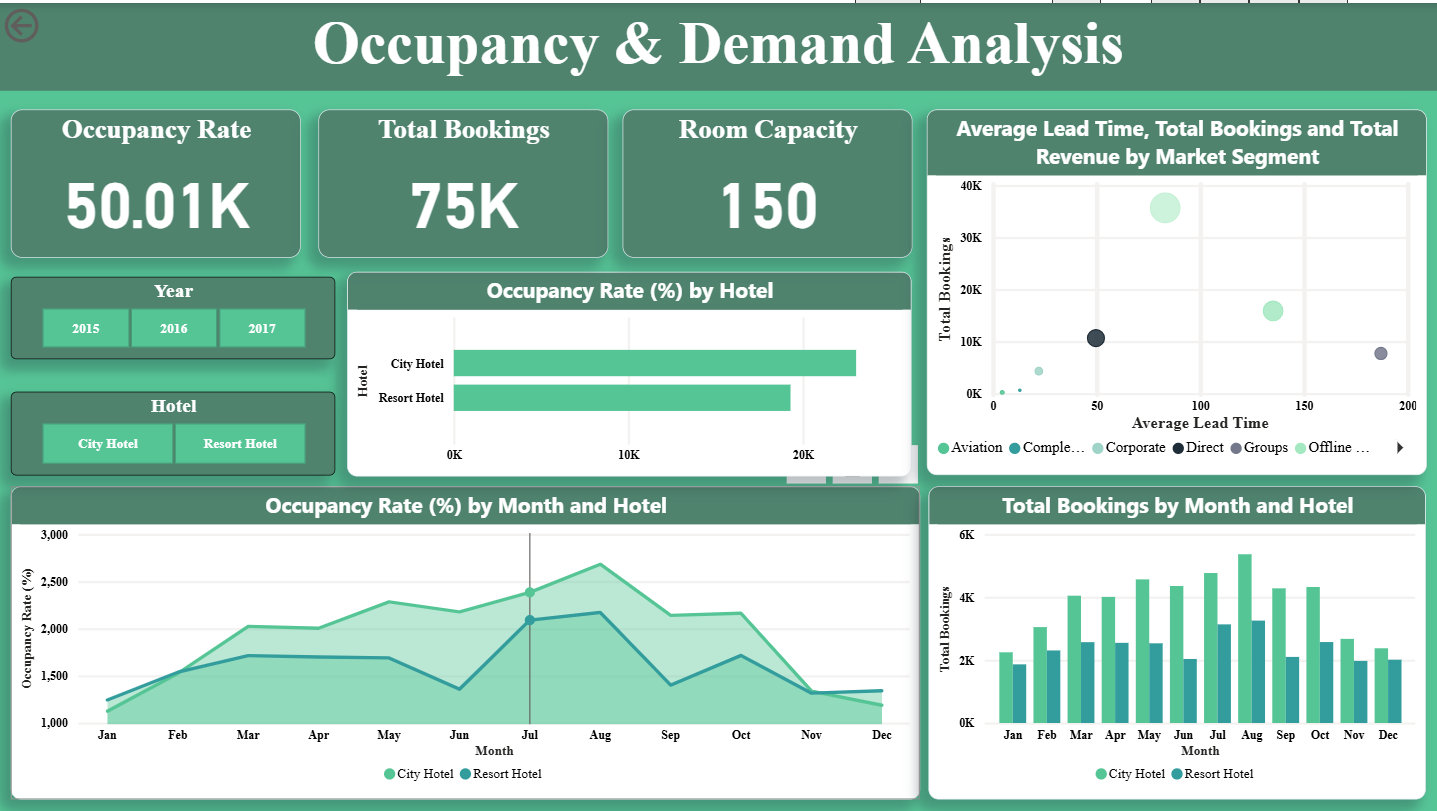 Occupancy & Demand Analysis
Occupancy Rate
50.01K
Total Bookings
75K
Room Capacity
150
Average Lead Time, Total Bookings and Total
Revenue by Market Segment
Total Bookings
40K
30K
20K
10K
0K
0 50 100 150 200
Average Lead Time
Aviation Comple... Corporate Direct Groups Offline ...
Year
2015 2016 2017
Hotel
City Hotel Resort Hotel
Occupancy Rate (%) by Hotel
Hotel
City Hotel
Resort Hotel
0K 10K 20K
Occupancy Rate (%) by Month and Hotel
Occupancy Rate (%)
3,000
2,500
2,000
1,500
1,000
Jan Feb Mar Apr May Jun Jul Aug Sep Oct Nov Dec
Month
City Hotel Resort Hotel
Total Bookings by Month and Hotel
Total Bookings
6K
4K
2K
0K
Jan Feb Mar Apr May Jun Jul Aug Sep Oct Nov Dec
Month
City Hotel Resort Hotel